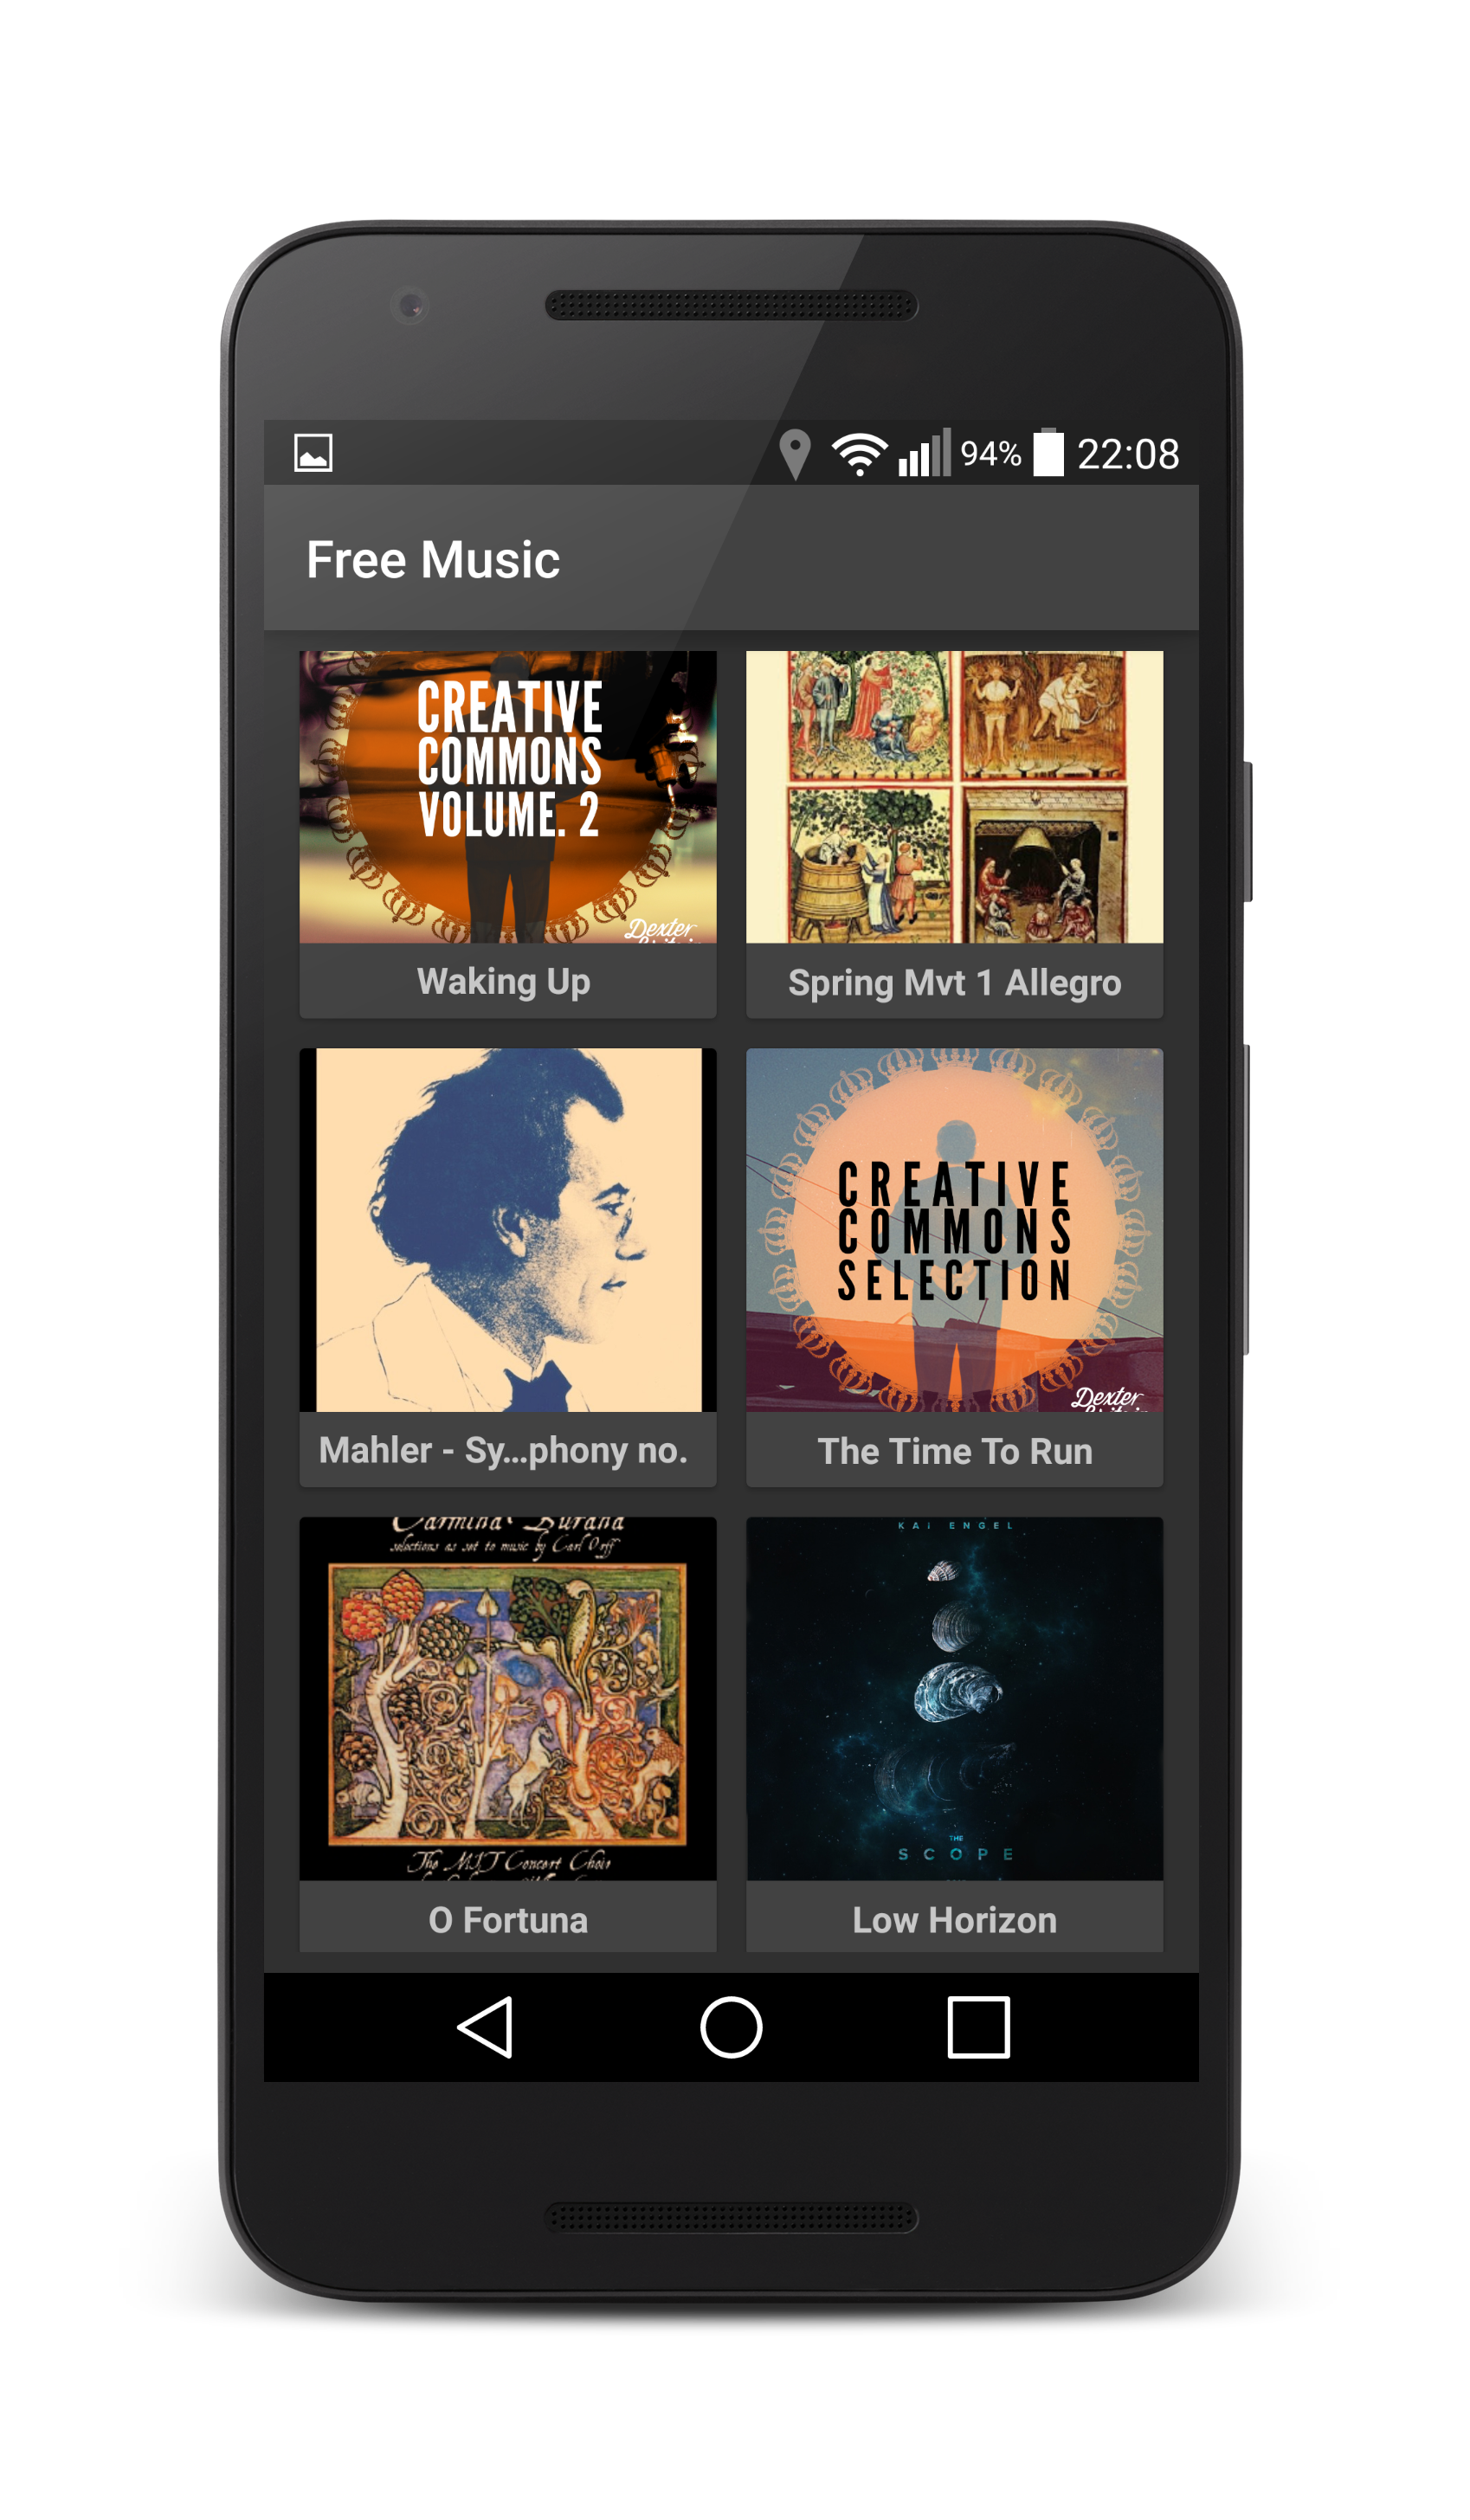 94% 22:08
Free Music
CREATIVE
COMMONS
VOLUME. 2
Dexter
Waking Up
Spring Mvt 1 Allegro
Mahler - Sy...phony no.
CREATIVE
COMMONS
SELECTION
Dexter
The Time To Run
Carmina Burana
selections as set to music by Carl Orff
The MIT Concert Choir
O Fortuna
KAI ENGEL
THE
SCOPE
Low Horizon